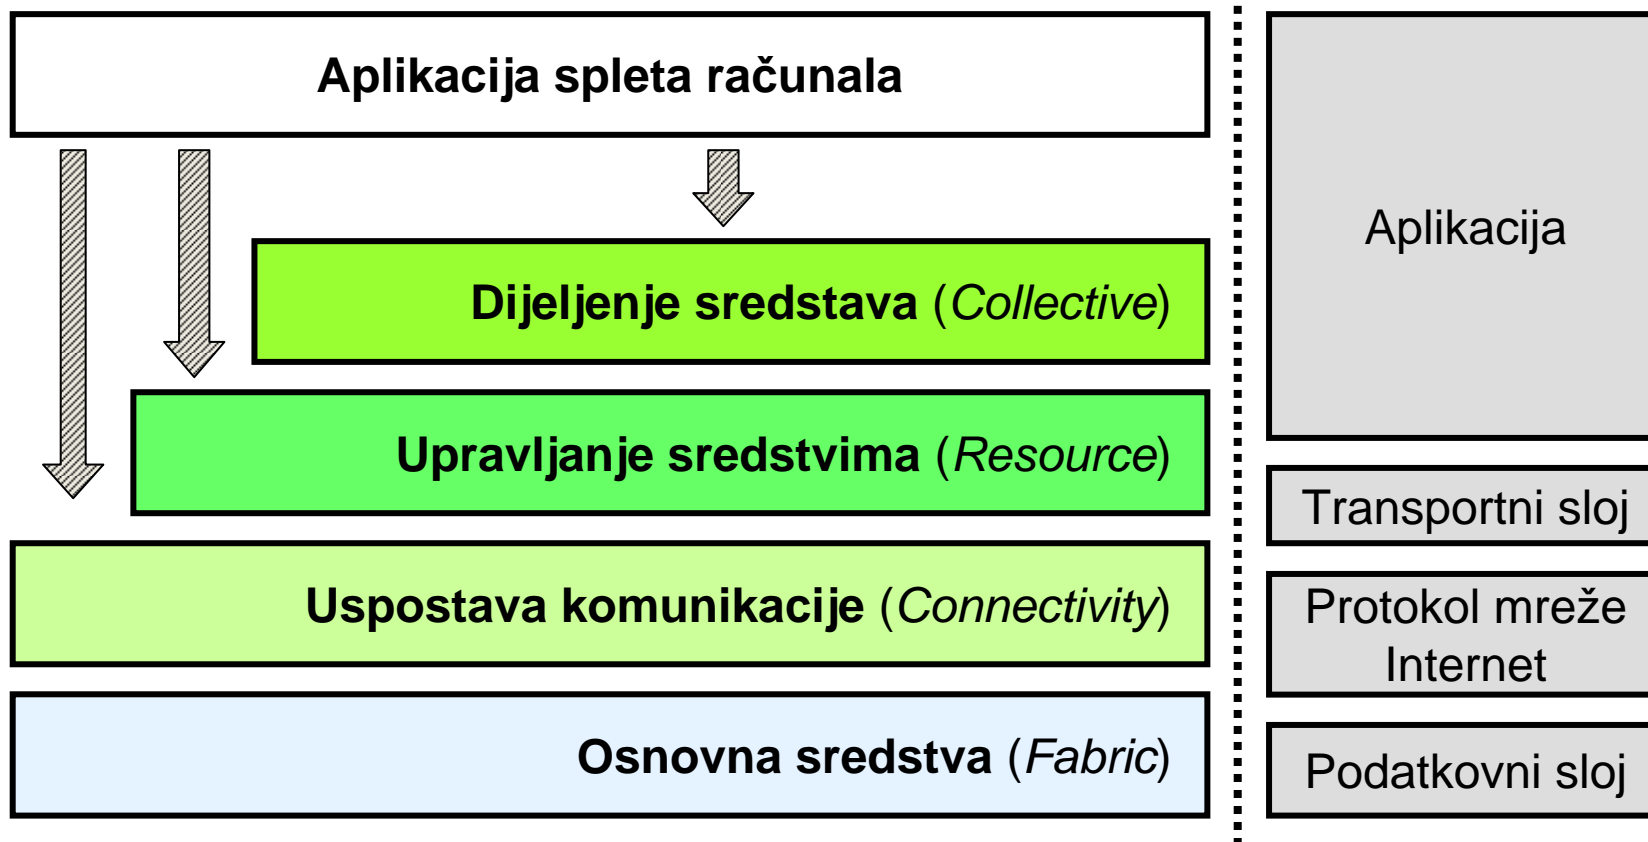 Aplikacija spleta računala
Dijeljenje sredstava (Collective)
Upravljanje sredstvima (Resource)
Uspostava komunikacije (Connectivity)
Osnovna sredstva (Fabric)
Aplikacija
Transportni sloj
Protokol mreže
Internet
Podatkovni sloj